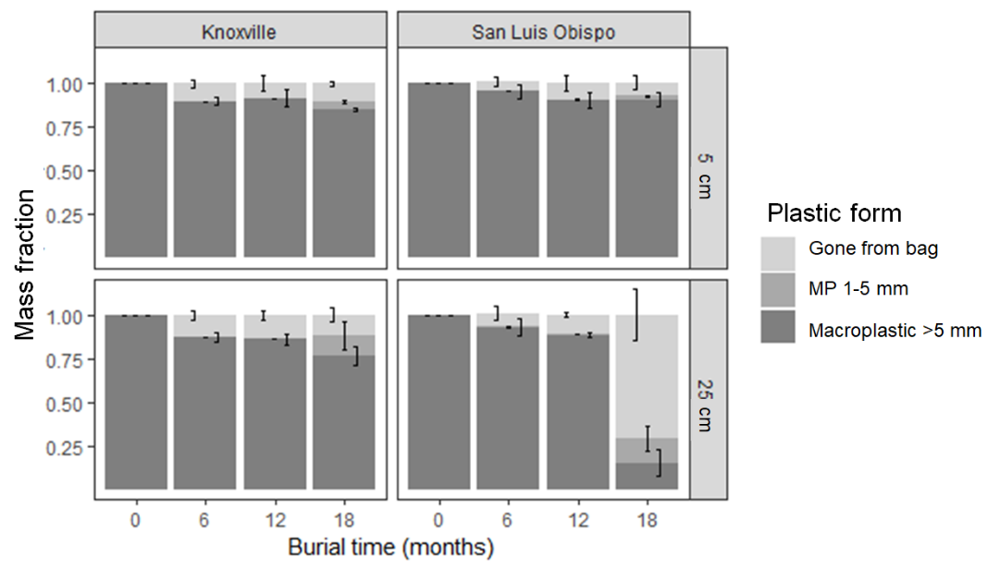 Knoxville
San Luis Obispo
Mass fraction
1.00
0.75
0.50
0.25
5 cm
1.00
0.75
0.50
0.25
25 cm
0
6
12
18
0
6
12
18
Burial time (months)
Plastic form
Gone from bag
MP 1-5 mm
Macroplastic >5 mm